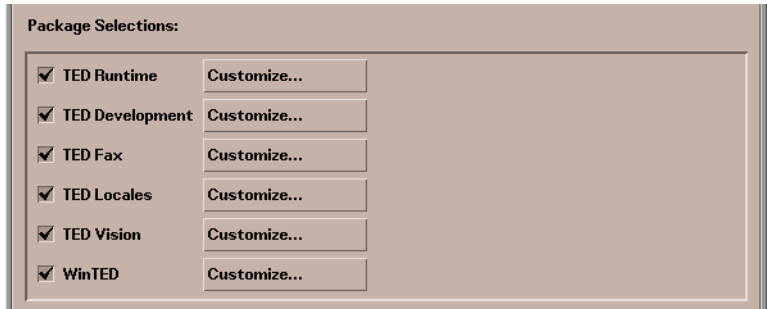 Package Selections:
TED Runtime Customize...
TED Development Customize...
TED Fax Customize...
TED Locales Customize...
TED Vision Customize...
WinTED Customize...